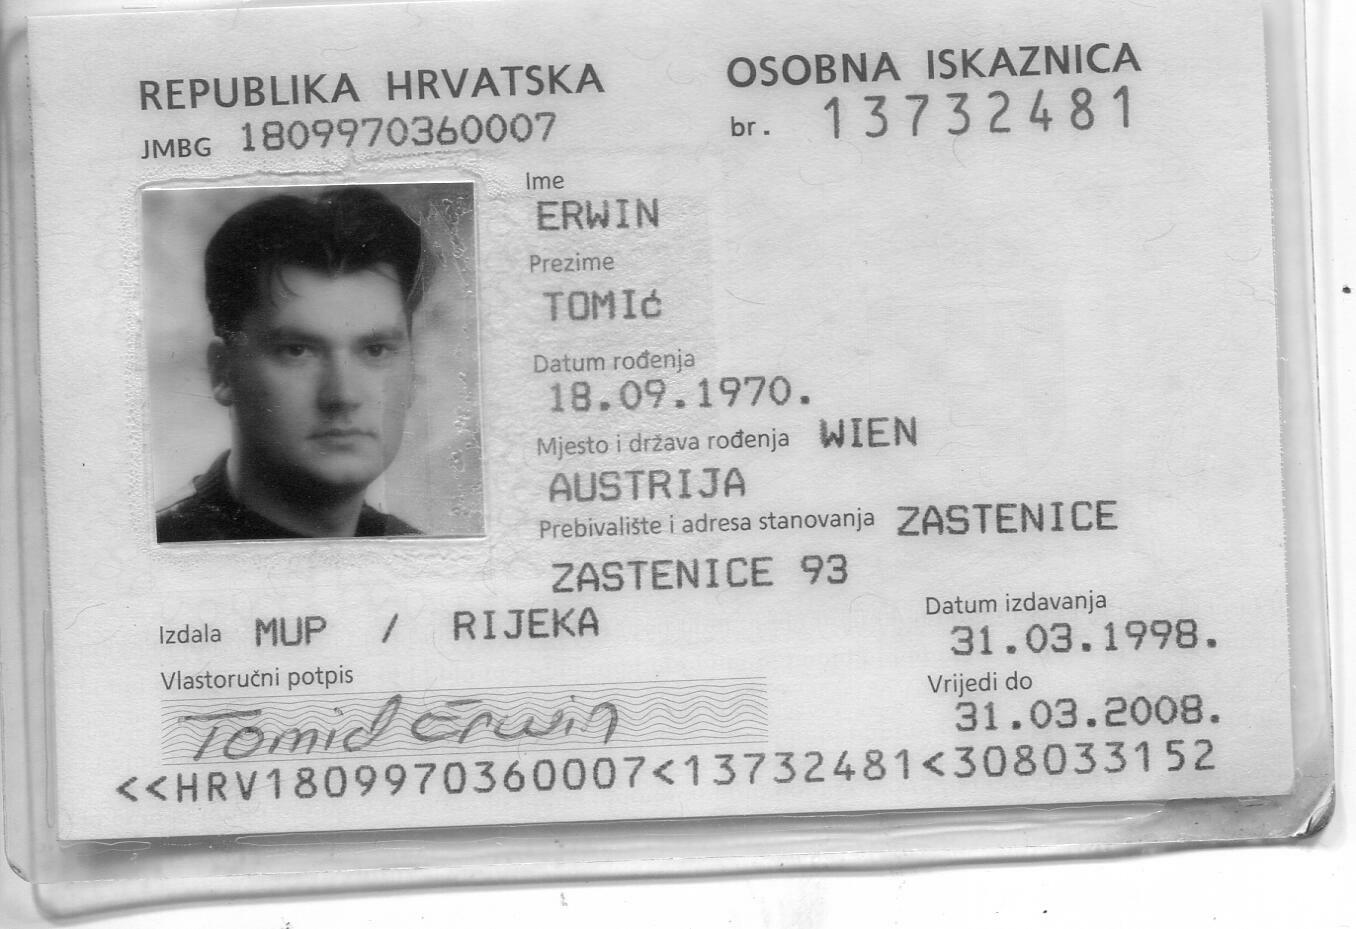 REPUBLIKA HRVATSKA
OSOBNA ISKAZNICA
JMBG 1809970360007
br. 13732481
Ime
ERWIN
Prezime
TOMIć
Datum rođenja
18.09.1970.
Mjesto i država rođenja WIEN
AUSTRIJA
Prebivalište i adresa stanovanja ZASTENICE
ZASTENICE 93
Izdala MUP / RIJEKA
Datum izdavanja
31.03.1998.
Vlastoručni potpis
Vrijedi do
31.03.2008.
Tomić Erwin
<<HRV1809970360007<13732481<308033152